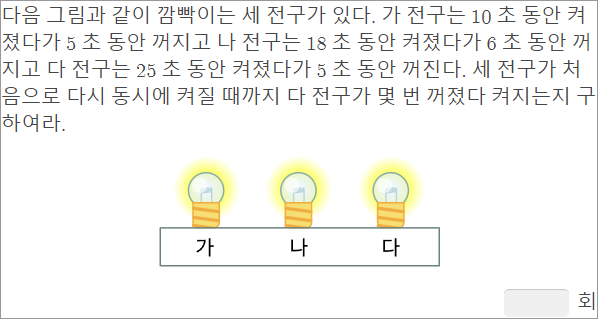 다음 그림과 같이 깜빡이는 세 전구가 있다. 가 전구는 10 초 동안 켜
졌다가 5 초 동안 꺼지고 나 전구는 18 초 동안 켜졌다가 6 초 동안 꺼
지고 다 전구는 25 초 동안 켜졌다가 5 초 동안 꺼진다. 세 전구가 처
음으로 다시 동시에 켜질 때까지 다 전구가 몇 번 꺼졌다 켜지는지 구
하여라.
가 나 다
회